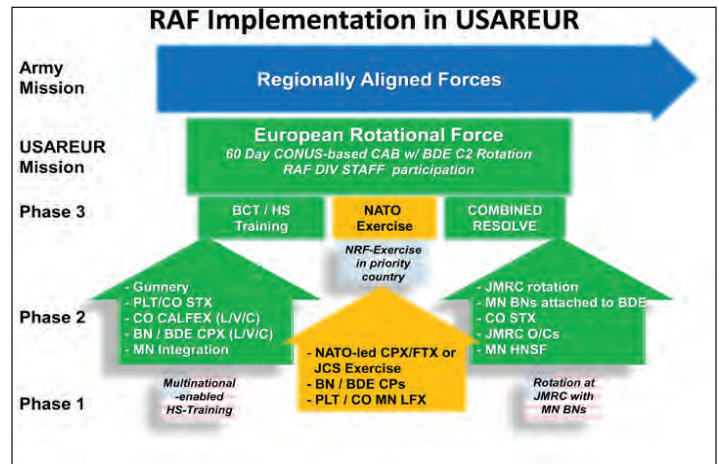 RAF Implementation in USAREUR
Army
Mission
Regionally Aligned Forces
USAREUR
Mission
European Rotational Force
60 Day CONUS-based CAB w/ BDE C2 Rotation
RAF DIV STAFF participation
Phase 3
BCT / HS
Training
NATO
Exercise
COMBINED
RESOLVE
NRF-Exercise
in priority
country
Phase 2
- Gunnery
- PLT/CO STX
- CO CALFEX (L/V/C)
- BN / BDE CPX (L/V/C)
- MN Integration
- JMRC rotation
- MN BNs attached to BDE
- CO STX
- JMRC O/Cs
- MN HNSF
- NATO-led CPX/FTX or
JCS Exercise
- BN / BDE CPs
- PLT / CO MN LFX
Phase 1
Multinational
-enabled
HS-Training
Rotation at
JMRC with
MN BNs